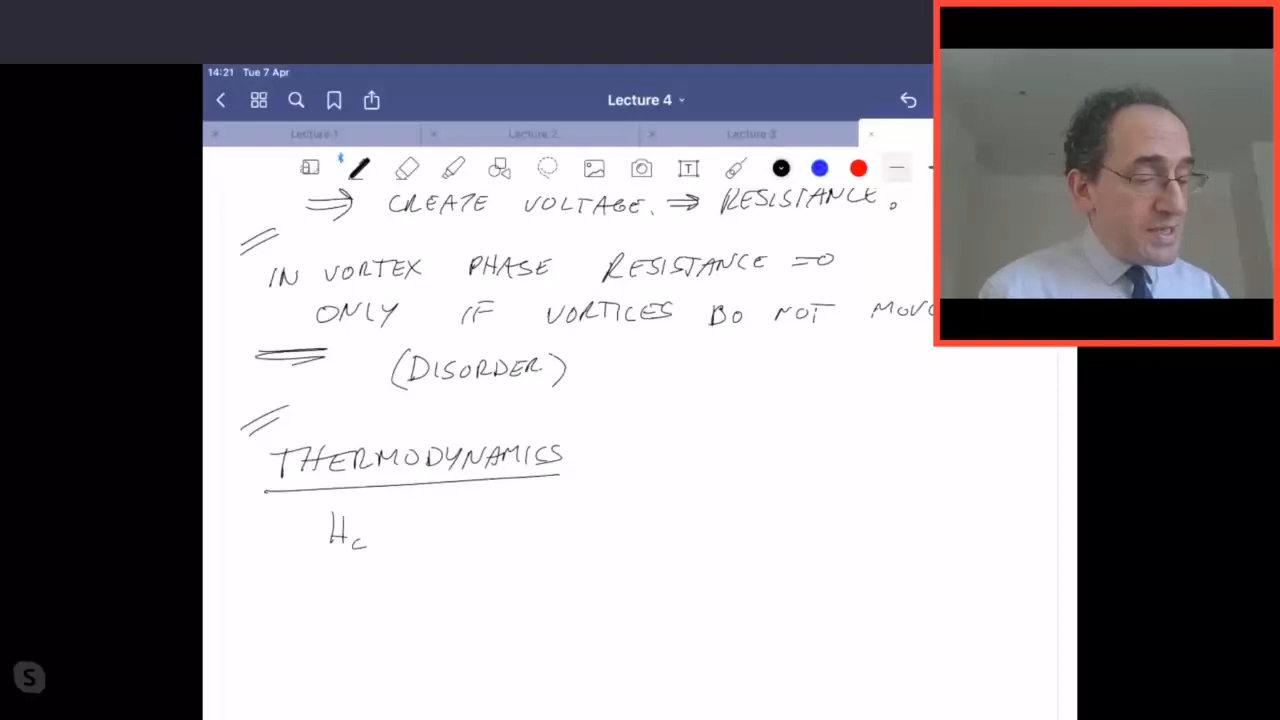 14:21 Tue 7 Apr
Lecture 4
Lecture 1
Lecture 2
Lecture 3
T
⇒ CREATE VOLTAGE. ⇒ RESISTANCE.
IN VORTEX PHASE RESISTANCE =0
ONLY IF VORTICES DO NOT MOVE
(DISORDER)
THERMODYNAMICS
Hc
S